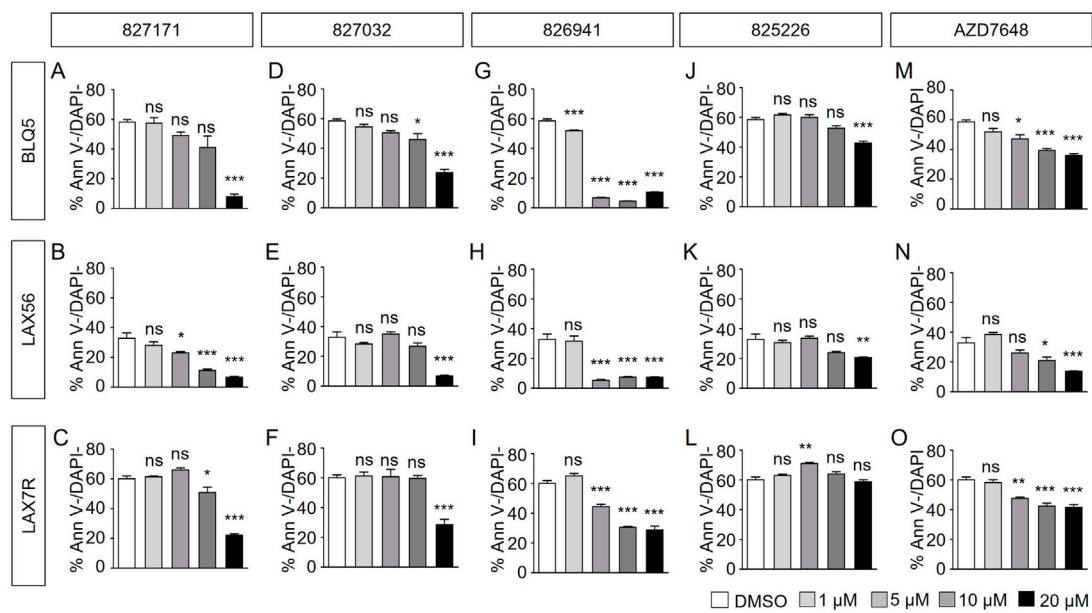 827171 827032 826941 825226 AZD7648
BLQ5
A D G J M
% Ann V-/DAPI- 80 60 40 20 0 ns ns ns ***
% Ann V-/DAPI- 80 60 40 20 0 ns ns * ***
% Ann V-/DAPI- 80 60 40 20 0 *** *** *** ***
% Ann V-/DAPI- 80 60 40 20 0 ns ns ns ***
% Ann V-/DAPI- 80 60 40 20 0 ns * *** ***
LAX56
B E H K N
% Ann V-/DAPI- 80 60 40 20 0 ns * *** ***
% Ann V-/DAPI- 80 60 40 20 0 ns ns ns ***
% Ann V-/DAPI- 80 60 40 20 0 ns *** *** ***
% Ann V-/DAPI- 80 60 40 20 0 ns ns ns **
% Ann V-/DAPI- 80 60 40 20 0 ns ns * ***
LAX7R
C F I L O
% Ann V-/DAPI- 80 60 40 20 0 ns ns * ***
% Ann V-/DAPI- 80 60 40 20 0 ns ns ns ***
% Ann V-/DAPI- 80 60 40 20 0 ns *** *** ***
% Ann V-/DAPI- 80 60 40 20 0 ns ** ns ns
% Ann V-/DAPI 80 60 40 20 0 ns ** *** ***
DMSO 1 µM 5 µM 10 µM 20 µM